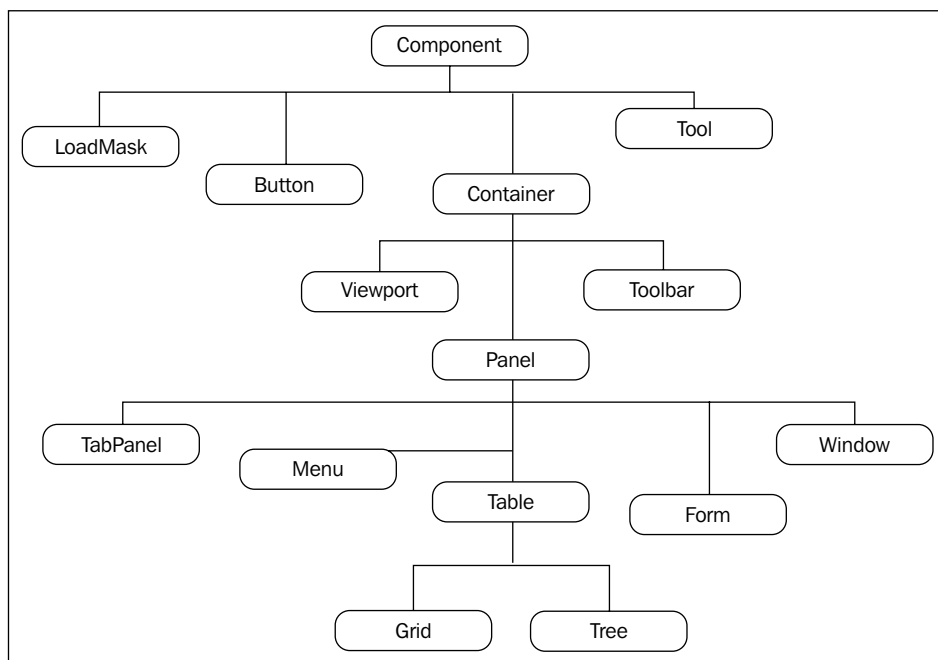 Component
LoadMask
Button
Tool
Container
Viewport
Toolbar
Panel
TabPanel
Menu
Window
Table
Form
Grid
Tree